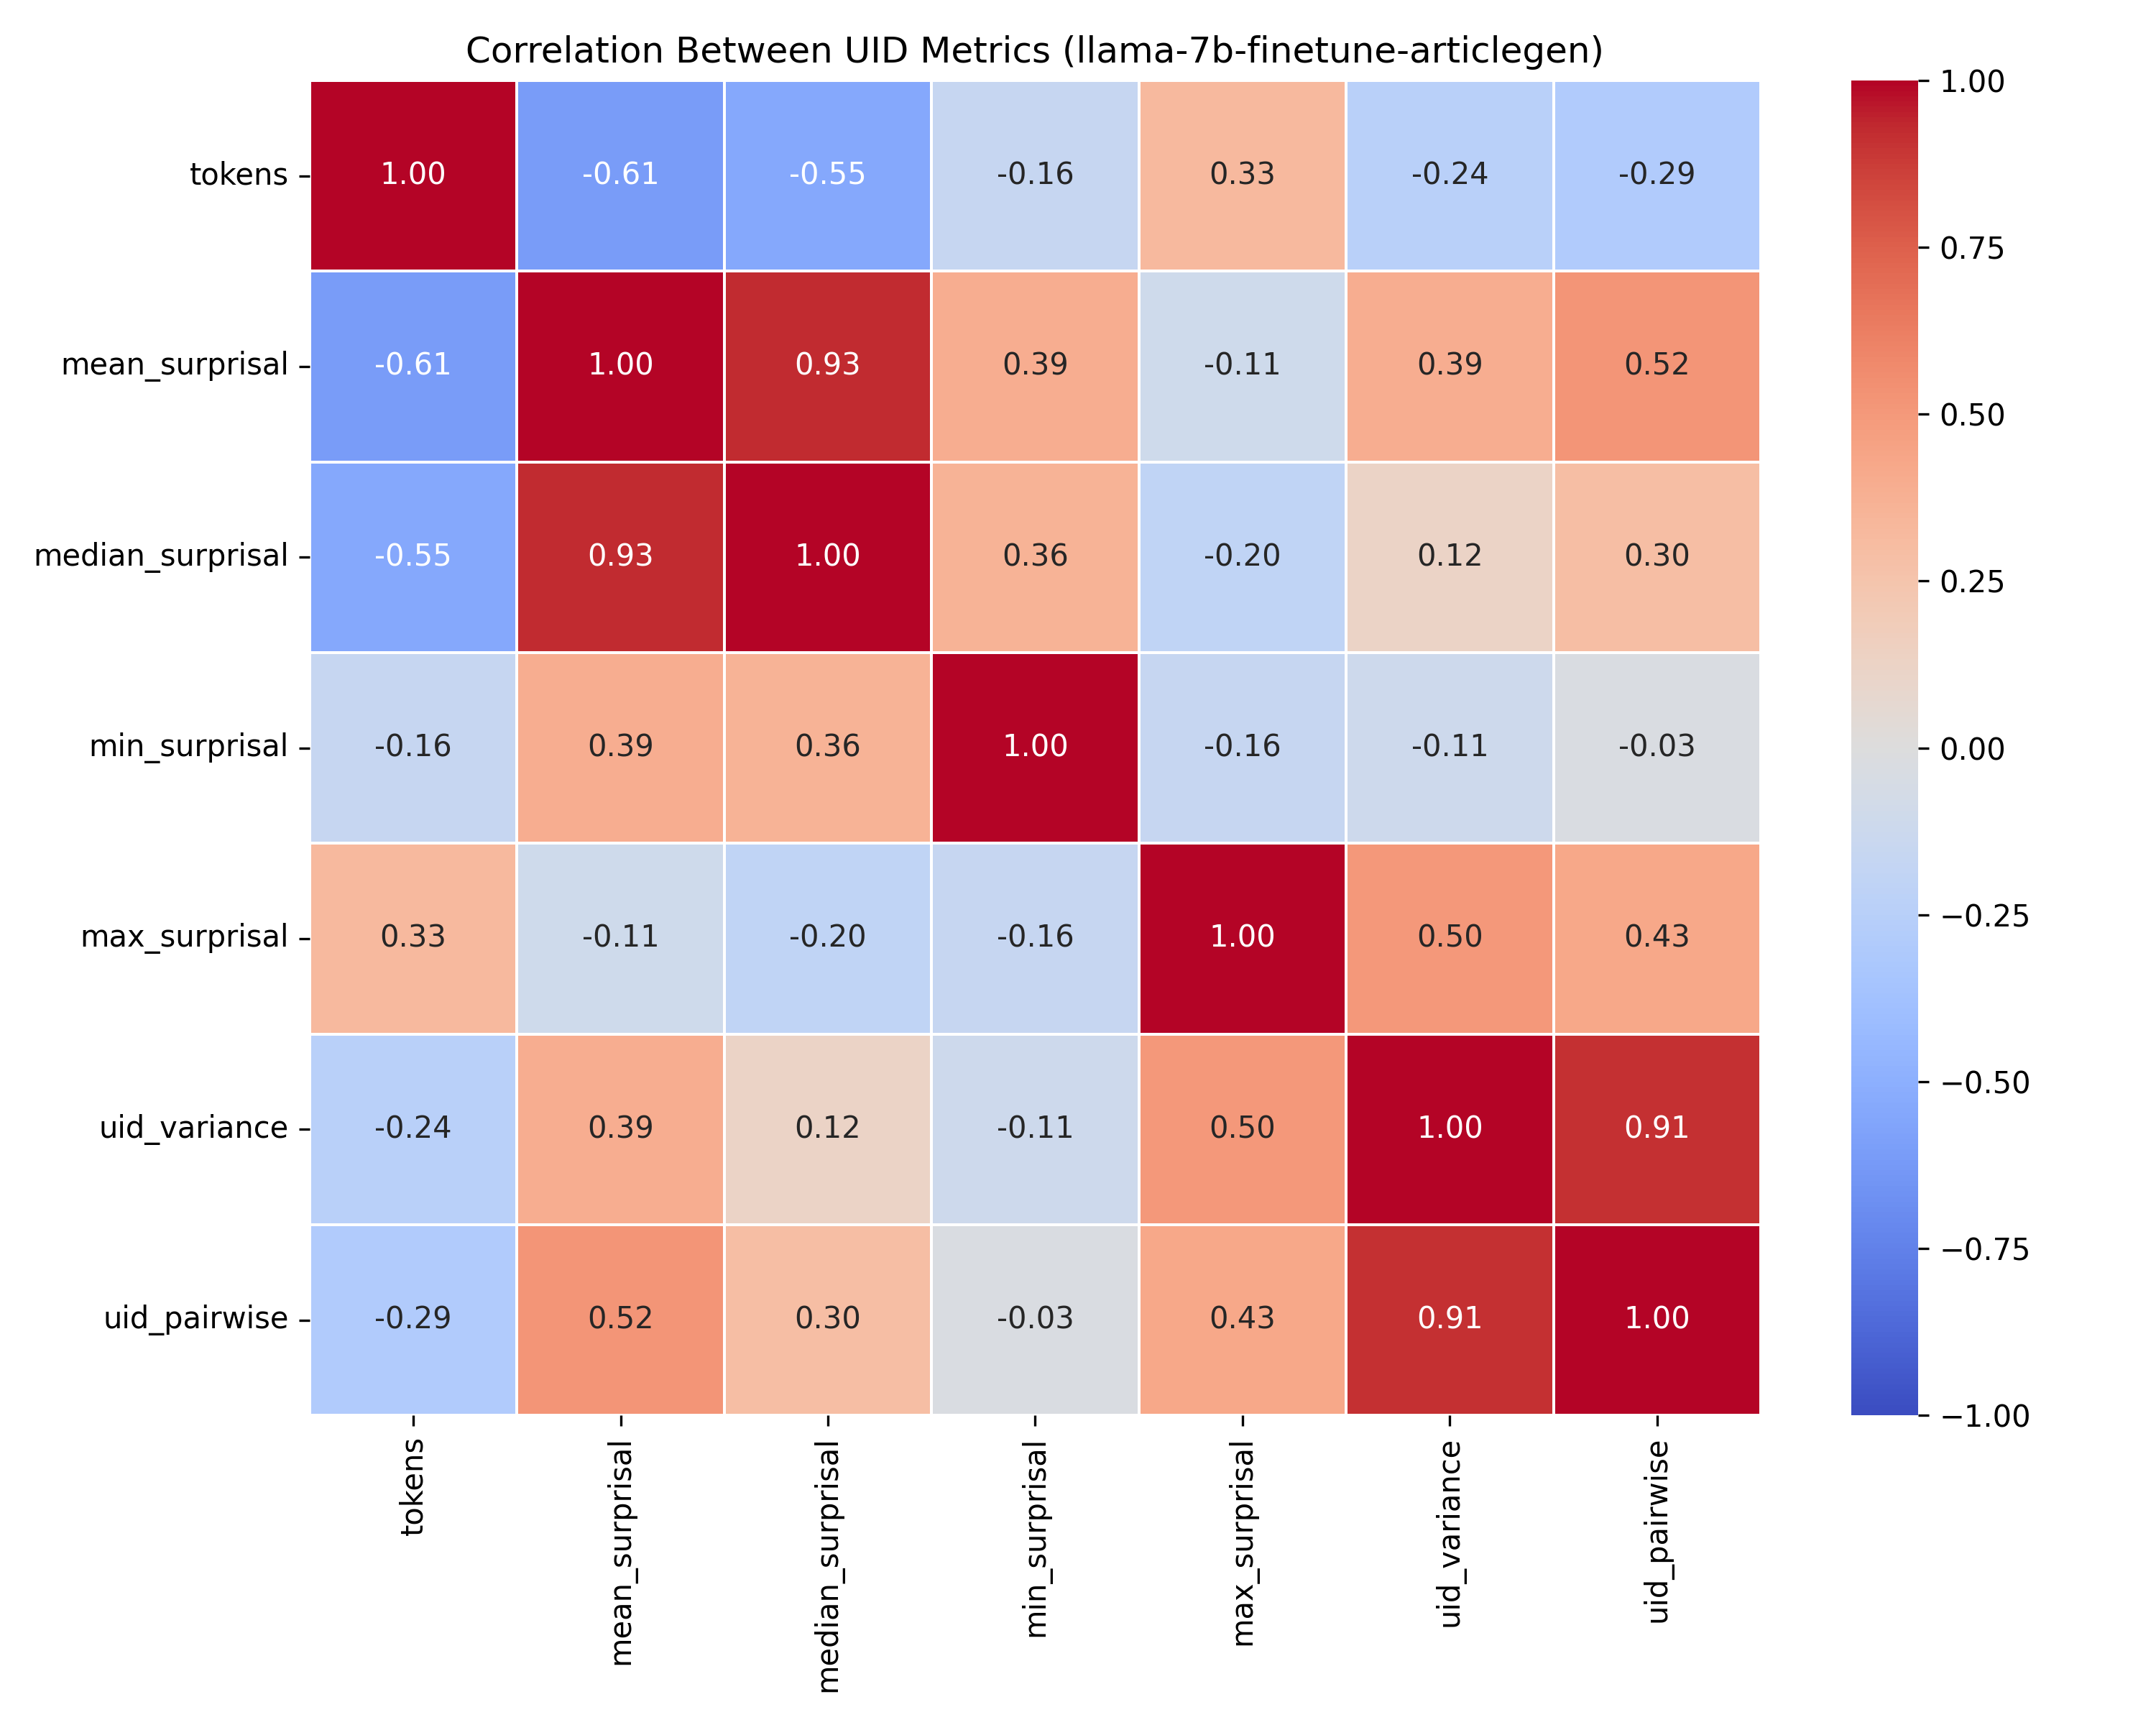 Correlation Between UID Metrics (llama-7b-finetune-articlegen)
tokens 1.00 -0.61 -0.55 -0.16 0.33 -0.24 -0.29
mean_surprisal -0.61 1.00 0.93 0.39 -0.11 0.39 0.52
median_surprisal -0.55 0.93 1.00 0.36 -0.20 0.12 0.30
min_surprisal -0.16 0.39 0.36 1.00 -0.16 -0.11 -0.03
max_surprisal 0.33 -0.11 -0.20 -0.16 1.00 0.50 0.43
uid_variance -0.24 0.39 0.12 -0.11 0.50 1.00 0.91
uid_pairwise -0.29 0.52 0.30 -0.03 0.43 0.91 1.00
tokens
mean_surprisal
median_surprisal
min_surprisal
max_surprisal
uid_variance
uid_pairwise
1.00
0.75
0.50
0.25
0.00
−0.25
−0.50
−0.75
−1.00